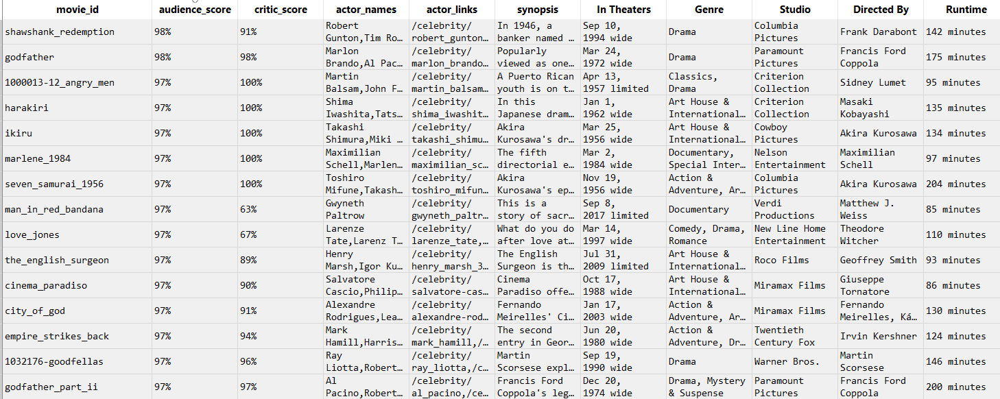 movie_id audience_score critic_score actor_names actor_links synopsis In Theaters Genre Studio Directed By Runtime
shawshank_redemption 98% 91% Robert Gunton,Tim Ro… /celebrity/ robert_gunton… In 1946, a banker named … Sep 10, 1994 wide Drama Columbia Pictures Frank Darabont 142 minutes
godfather 98% 98% Marlon Brando,Al Pac… /celebrity/ marlon_brando… Popularly viewed as one… Mar 24, 1972 wide Drama Paramount Pictures Francis Ford Coppola 175 minutes
1000013-12_angry_men 97% 100% Martin Balsam,John F… /celebrity/ martin_balsam… A Puerto Rican youth is on t… Apr 13, 1957 limited Classics, Drama Criterion Collection Sidney Lumet 95 minutes
harakiri 97% 100% Shima Iwashita,Tats… /celebrity/ shima_iwashit… In this Japanese dram… Jan 1, 1962 wide Art House & International… Criterion Collection Masaki Kobayashi 135 minutes
ikiru 97% 100% Takashi Shimura,Miki … /celebrity/ takashi_shimu… Akira Kurosawa's dr… Mar 25, 1956 wide Art House & International… Cowboy Pictures Akira Kurosawa 134 minutes
marlene_1984 97% 100% Maximilian Schell,Marlen… /celebrity/ maximilian_sc… The fifth directorial e… Mar 2, 1984 wide Documentary, Special Inter… Nelson Entertainment Maximilian Schell 97 minutes
seven_samurai_1956 97% 100% Toshiro Mifune,Takash… /celebrity/ toshiro_mifun… Akira Kurosawa's ep… Nov 19, 1956 wide Action & Adventure, Ar… Columbia Pictures Akira Kurosawa 204 minutes
man_in_red_bandana 97% 63% Gwyneth Paltrow /celebrity/ gwyneth_paltr… This is a story of sacr… Sep 8, 2017 limited Documentary Verdi Productions Matthew J. Weiss 85 minutes
love_jones 97% 67% Larenze Tate,Larenz T… /celebrity/ larenze_tate,… What do you do after love at… Mar 14, 1997 wide Comedy, Drama, Romance New Line Home Entertainment Theodore Witcher 110 minutes
the_english_surgeon 97% 89% Henry Marsh,Igor Ku… /celebrity/ henry_marsh_3… The English Surgeon is th… Jul 31, 2009 limited Art House & International… Roco Films Geoffrey Smith 93 minutes
cinema_paradiso 97% 90% Salvatore Cascio,Philip… /celebrity/ salvatore-cas… Cinema Paradiso offe… Oct 17, 1988 wide Art House & International… Miramax Films Giuseppe Tornatore 86 minutes
city_of_god 97% 91% Alexandre Rodrigues,Lea… /celebrity/ alexandre-rod… Fernando Meirelles' Ci… Jan 17, 2003 wide Action & Adventure, Ar… Miramax Films Fernando Meirelles, Ká… 130 minutes
empire_strikes_back 97% 94% Mark Hamill,Harris… /celebrity/ mark_hamill,/… The second entry in Geor… Jun 20, 1980 wide Action & Adventure, Dr… Twentieth Century Fox Irvin Kershner 124 minutes
1032176-goodfellas 97% 96% Ray Liotta,Robert… /celebrity/ ray_liotta,/c… Martin Scorsese expl… Sep 19, 1990 wide Drama Warner Bros. Martin Scorsese 146 minutes
godfather_part_ii 97% 97% Al Pacino,Robert… /celebrity/ al_pacino,/ce… Francis Ford Coppola's leg… Dec 20, 1974 wide Drama, Mystery & Suspense Paramount Pictures Francis Ford Coppola 200 minutes